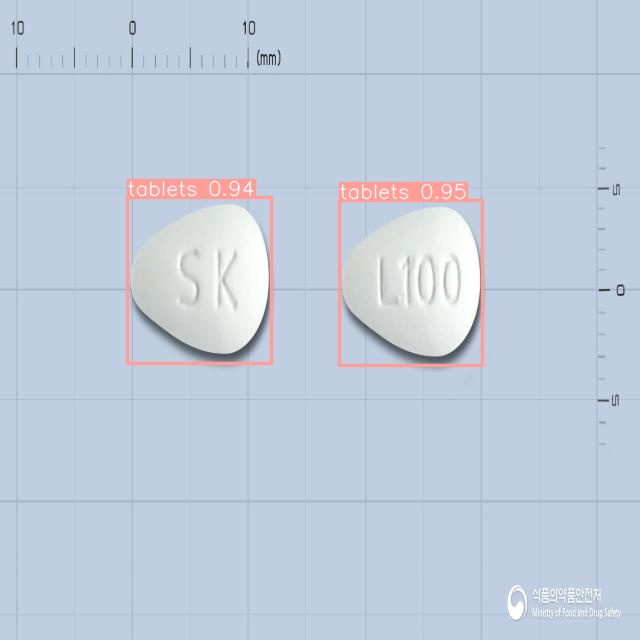 10 0 10
(mm)
tablets 0.94
tablets 0.95
SK
L100
5
0
5
식품의약품안전처
Ministry of Food and Drug Safety